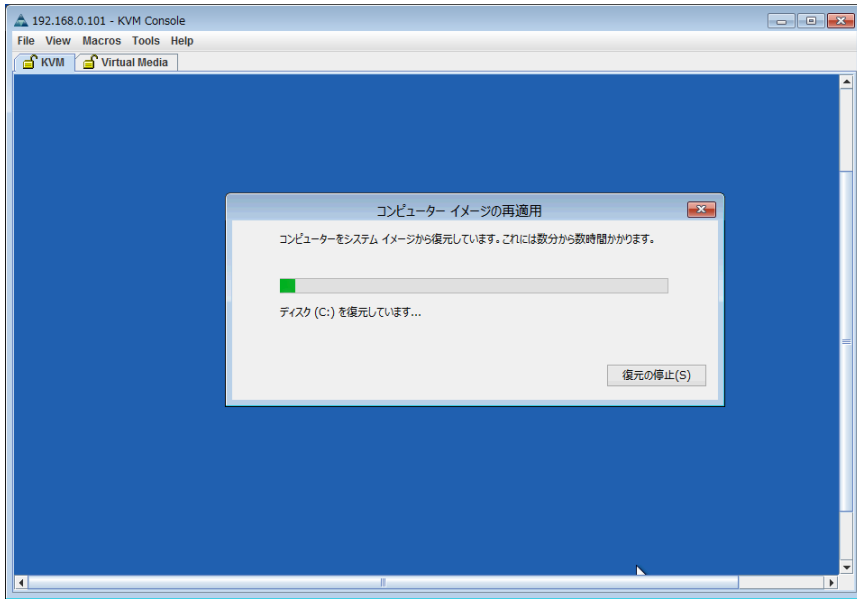 192.168.0.101 - KVM Console
File View Macros Tools Help
KVM Virtual Media
コンピューター イメージの再適用
コンピューターをシステム イメージから復元しています。これには数分から数時間かかります。
ディスク (C:) を復元しています...
復元の停止(S)